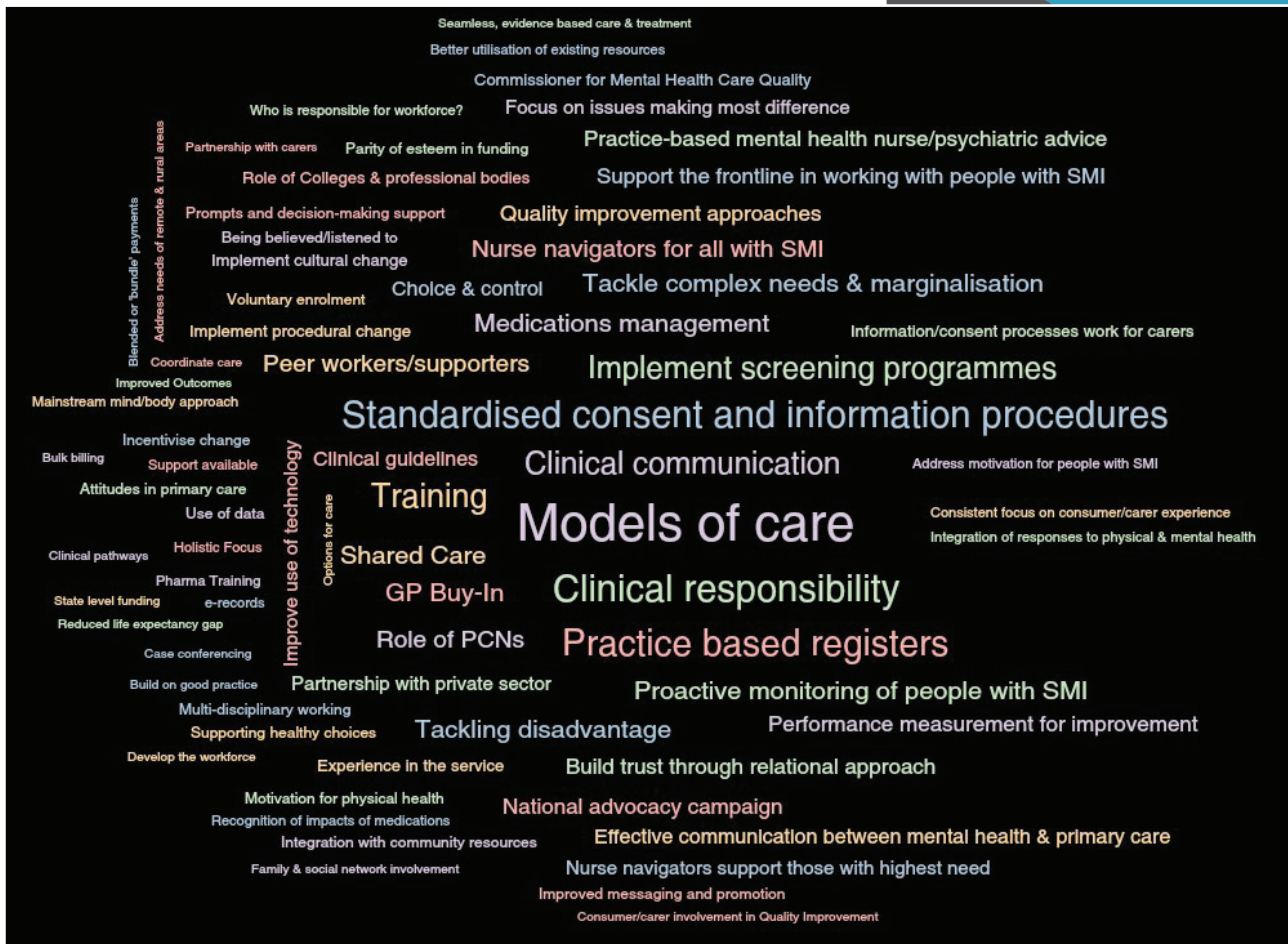 Seamless, evidence based care & treatment
Better utilisation of existing resources
Commissioner for Mental Health Care Quality
Who is responsible for workforce?
Focus on issues making most difference
Partnership with carers
Parity of esteem in funding
Practice-based mental health nurse/psychiatric advice
Role of Colleges & professional bodies
Support the frontline in working with people with SMI
Address needs of remote & rural areas
Blended or 'bundle' payments
Prompts and decision-making support
Quality improvement approaches
Being believed/listened to
Nurse navigators for all with SMI
Implement cultural change
Choice & control
Tackle complex needs & marginalisation
Voluntary enrolment
Implement procedural change
Medications management
Information/consent processes work for carers
Coordinate care
Peer workers/supporters
Implement screening programmes
Improved Outcomes
Mainstream mind/body approach
Standardised consent and information procedures
Incentivise change
Bulk billing
Support available
Improve use of technology
Clinical guidelines
Clinical communication
Address motivation for people with SMI
Attitudes in primary care
Training
Options for care
Use of data
Models of care
Consistent focus on consumer/carer experience
Integration of responses to physical & mental health
Clinical pathways
Holistic Focus
Shared Care
Pharma Training
GP Buy-In
Clinical responsibility
State level funding
e-records
Reduced life expectancy gap
Role of PCNs
Practice based registers
Case conferencing
Build on good practice
Partnership with private sector
Proactive monitoring of people with SMI
Multi-disciplinary working
Supporting healthy choices
Tackling disadvantage
Performance measurement for improvement
Develop the workforce
Experience in the service
Build trust through relational approach
Motivation for physical health
National advocacy campaign
Recognition of impacts of medications
Integration with community resources
Effective communication between mental health & primary care
Family & social network involvement
Nurse navigators support those with highest need
Improved messaging and promotion
Consumer/carer involvement in Quality Improvement